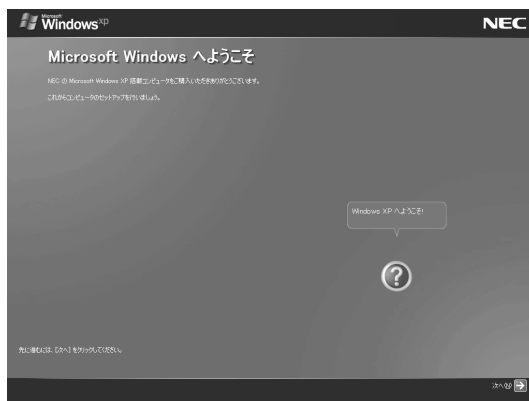 Microsoft
Windows xp
NEC
Microsoft Windows へようこそ
NEC の Microsoft Windows XP 搭載コンピュータをご購入いただきありがとうございます。
これからコンピュータのセットアップを行いましょう。
Windows XP へようこそ!
先に進むには、[次へ] をクリックしてください。
次へ(N)